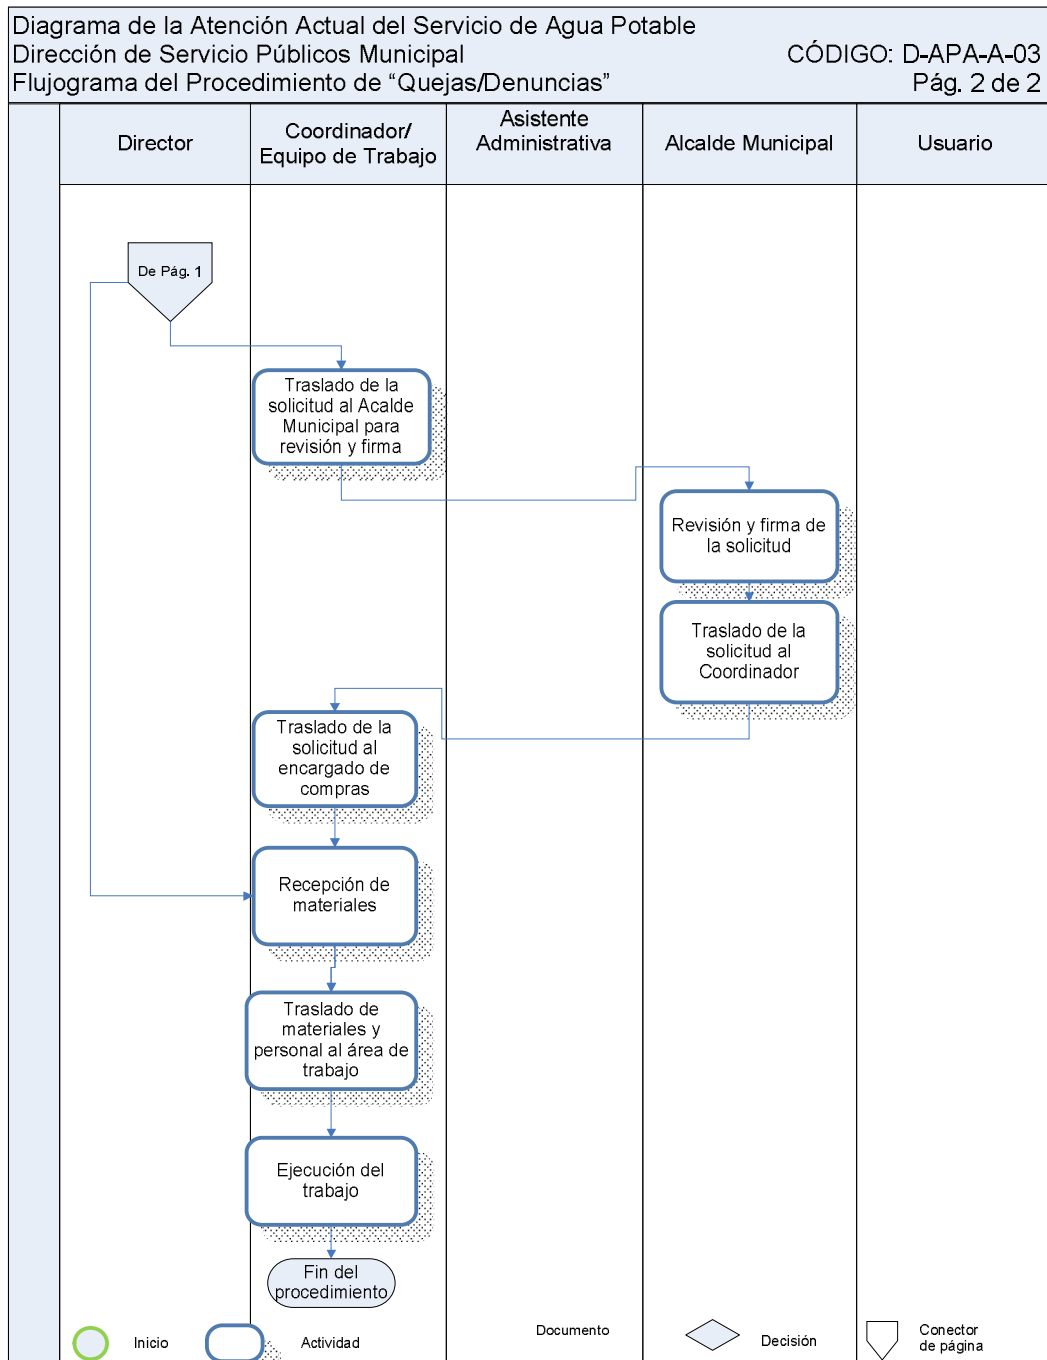 Diagrama de la Atención Actual del Servicio de Agua Potable
Dirección de Servicio Públicos Municipal
CÓDIGO: D-APA-A-03
Flujograma del Procedimiento de “Quejas/Denuncias”
Pág. 2 de 2
Director
Coordinador/
Equipo de Trabajo
Asistente
Administrativa
Alcalde Municipal
Usuario
De Pág. 1
Traslado de la
solicitud al Acalde
Municipal para
revisión y firma
Revisión y firma de
la solicitud
Traslado de la
solicitud al
Coordinador
Traslado de la
solicitud al
encargado de
compras
Recepción de
materiales
Traslado de
materiales y
personal al área de
trabajo
Ejecución del
trabajo
Fin del
procedimiento
Inicio
Actividad
Documento
Decisión
Conector
de página